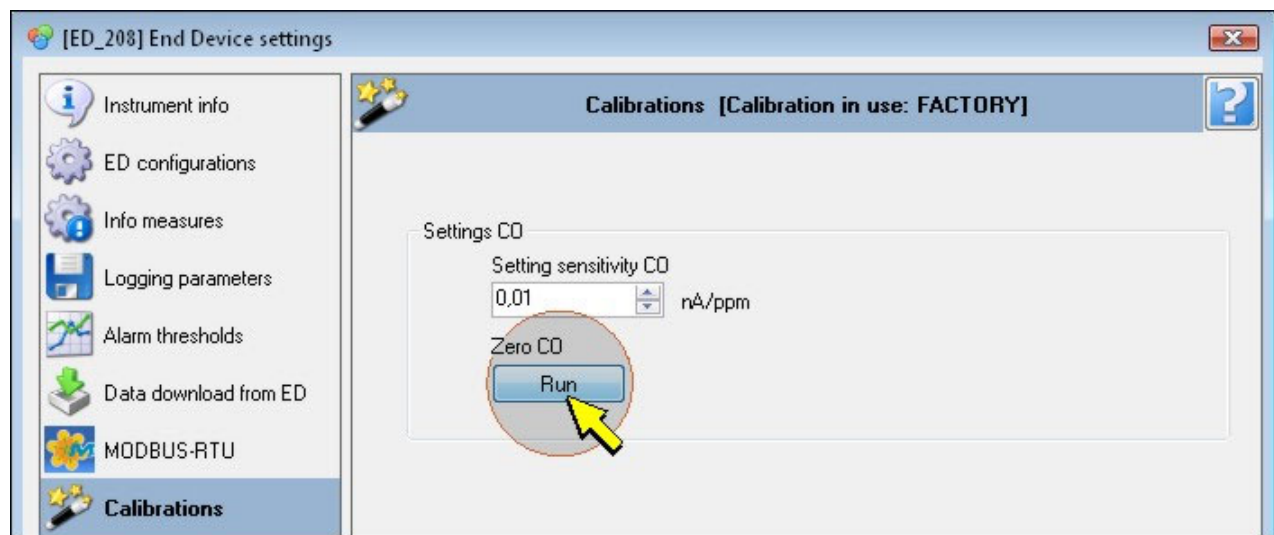 [ED_208] End Device settings
Instrument info
ED configurations
Info measures
Logging parameters
Alarm thresholds
Data download from ED
MODBUS-RTU
Calibrations
Calibrations [Calibration in use: FACTORY]
Settings CO
Setting sensitivity CO
0,01 nA/ppm
Zero CO
Run